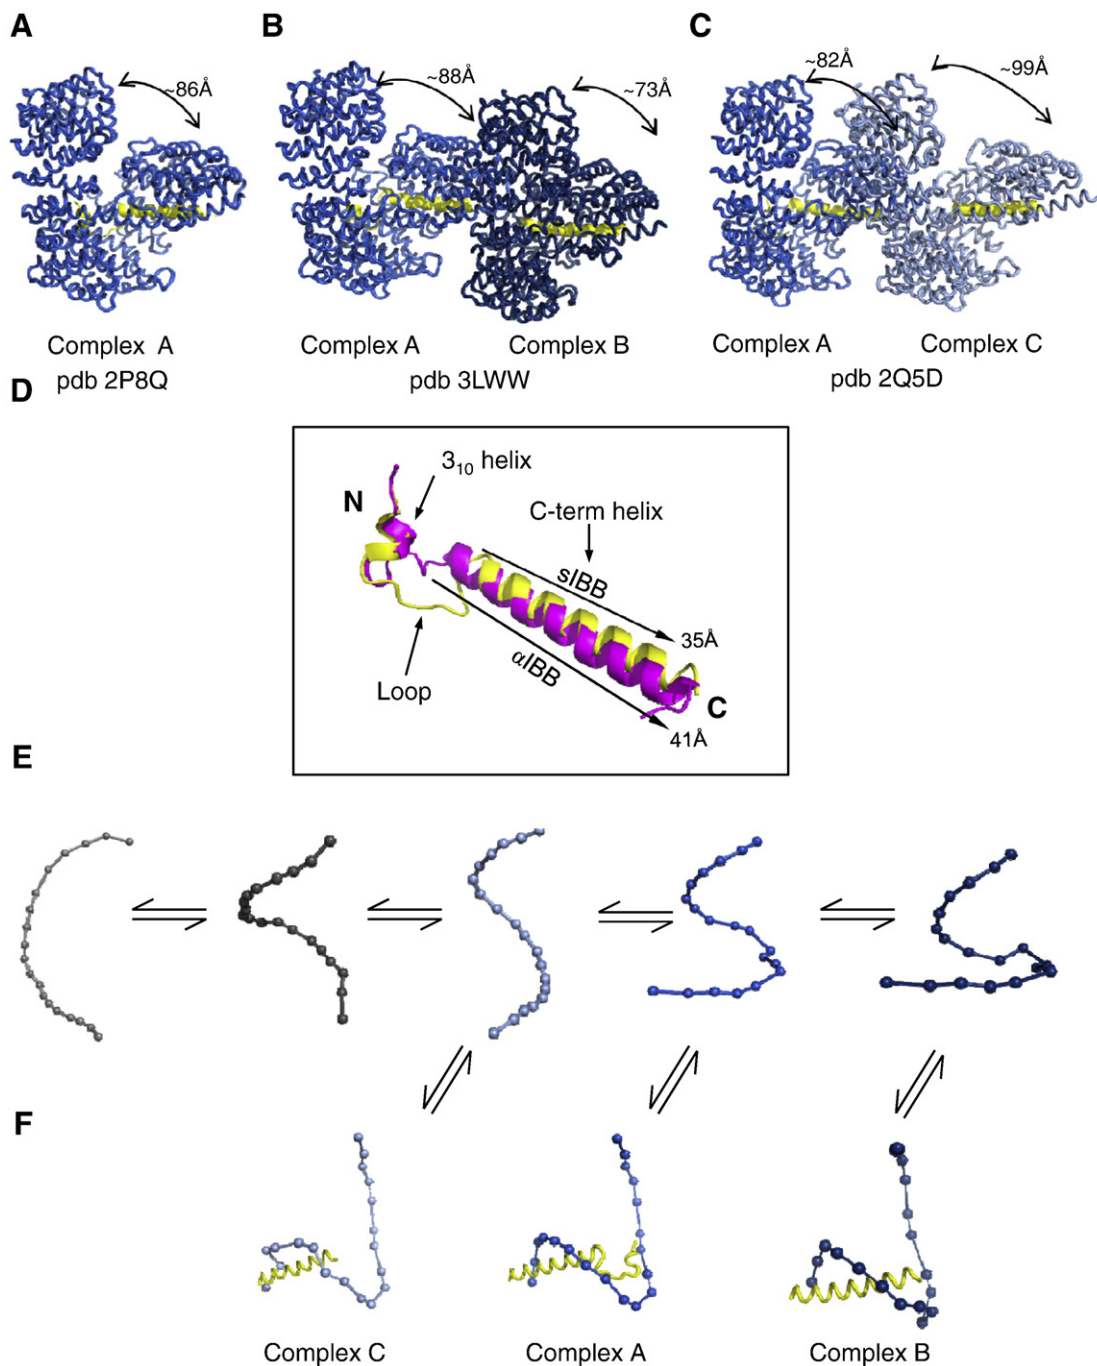 A
B
C
~86Å
~88Å
~73Å
~82Å
~99Å
Complex A
pdb 2P8Q
Complex A
Complex B
pdb 3LWW
Complex A
Complex C
pdb 2Q5D
D
3₁₀ helix
N
C-term helix
sIBB
35Å
αIBB
Loop
C
41Å
E
F
Complex C
Complex A
Complex B